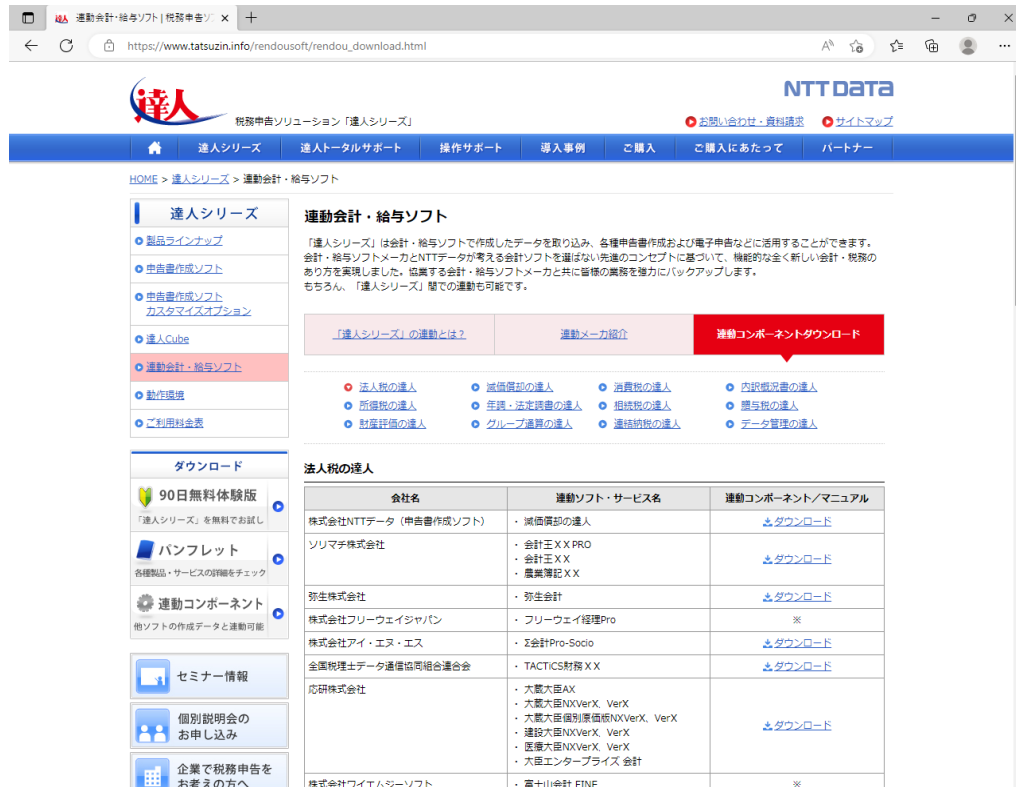 達人 連動会計・給与ソフト | 税務申告ソ
https://www.tatsuzin.info/rendousoft/rendou_download.html
達人
税務申告ソリューション「達人シリーズ」
NTT DATA
お問い合わせ・資料請求 サイトマップ
達人シリーズ 達人トータルサポート 操作サポート 導入事例 ご購入 ご購入にあたって パートナー
HOME > 達人シリーズ > 連動会計・給与ソフト
達人シリーズ
製品ラインナップ
申告書作成ソフト
申告書作成ソフト
カスタマイズオプション
達人Cube
連動会計・給与ソフト
動作環境
ご利用料金表
ダウンロード
90日無料体験版
「達人シリーズ」を無料でお試し
パンフレット
各種製品・サービスの詳細をチェック
連動コンポーネント
他ソフトの作成データと連動可能
セミナー情報
個別説明会の
お申し込み
企業で税務申告を
お考えの方へ
連動会計・給与ソフト
「達人シリーズ」は会計・給与ソフトで作成したデータを取り込み、各種申告書作成および電子申告などに活用することができます。
会計・給与ソフトメーカとNTTデータが考える会計ソフトを選ばない先進のコンセプトに基づいて、機能的な全く新しい会計・税務の
あり方を実現しました。協業する会計・給与ソフトメーカと共に皆様の業務を強力にバックアップします。
もちろん、「達人シリーズ」間での連動も可能です。
「達人シリーズ」の連動とは? 連動メーカ紹介 連動コンポーネントダウンロード
法人税の達人 減価償却の達人 消費税の達人 内訳概況書の達人
所得税の達人 年調・法定調書の達人 相続税の達人 贈与税の達人
財産評価の達人 グループ通算の達人 連結納税の達人 データ管理の達人
法人税の達人
会社名 連動ソフト・サービス名 連動コンポーネント/マニュアル
株式会社NTTデータ(申告書作成ソフト) ・ 減価償却の達人 ダウンロード
ソリマチ株式会社 ・ 会計王XXPRO
・ 会計王XX ダウンロード
・ 農業簿記XX
弥生株式会社 ・ 弥生会計 ダウンロード
株式会社フリーウェイジャパン ・ フリーウェイ経理Pro ※
株式会社アイ・エヌ・エス ・ Σ会計Pro-Socio ダウンロード
全国税理士データ通信協同組合連合会 ・ TACTiCS財務XX ダウンロード
応研株式会社 ・ 大蔵大臣AX
・ 大蔵大臣NXVerX、VerX
・ 大蔵大臣個別原価版NXVerX、VerX
・ 建設大臣NXVerX、VerX ダウンロード
・ 医療大臣NXVerX、VerX
・ 大臣エンタープライズ 会計
株式会社ワイエムジーソフト ・ 富士山会計 FINE ※